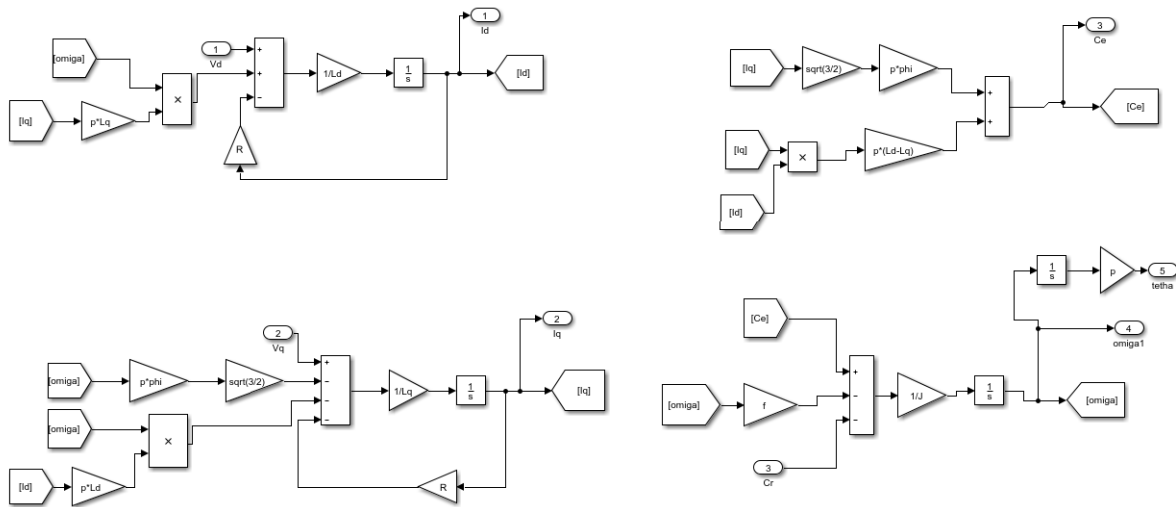 1
Id
[omiga]
1
Vd
+
+
−
1/Ld
1
s
[Id]
×
[Iq]
p*Lq
R
3
Ce
[Iq]
sqrt(3/2)
p*phi
+
+
[Ce]
[Iq]
×
p*(Ld-Lq)
[Id]
2
Iq
2
Vq
[omiga]
p*phi
sqrt(3/2)
+
−
−
−
1/Lq
1
s
[Iq]
[omiga]
×
[Id]
p*Ld
R
1
s
p
5
tetha
[Ce]
4
omiga1
[omiga]
f
+
−
−
1/J
1
s
[omiga]
3
Cr